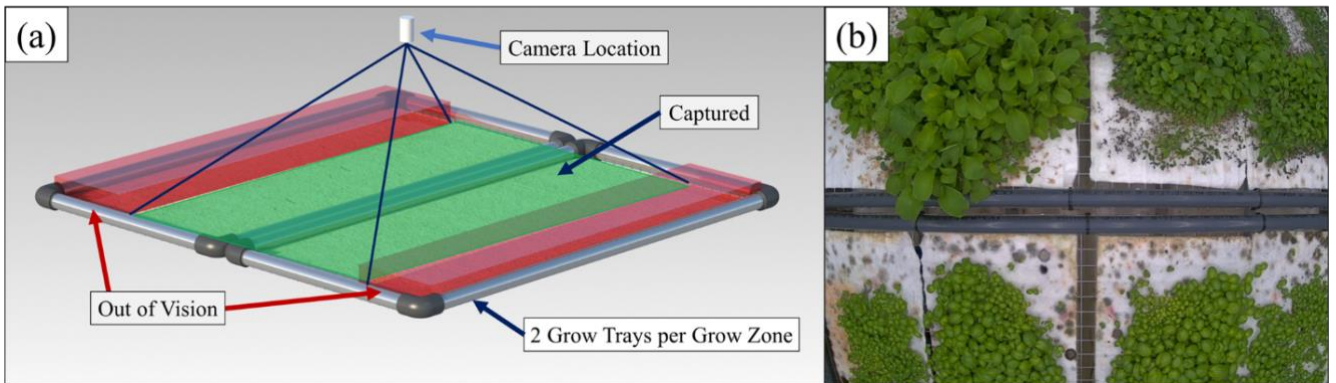 (a)
Camera Location
Captured
Out of Vision
2 Grow Trays per Grow Zone
(b)